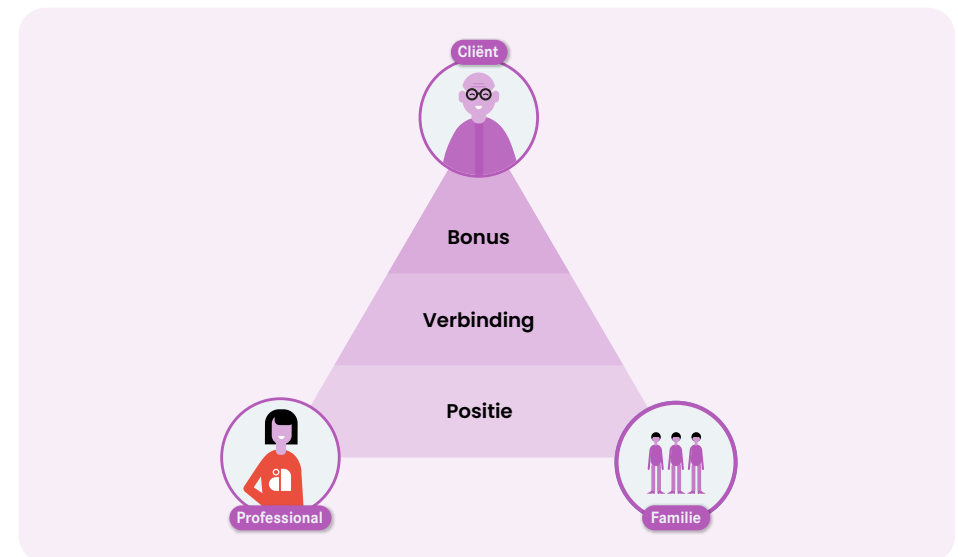 Cliënt
Bonus
Verbinding
Positie
Professional
Familie